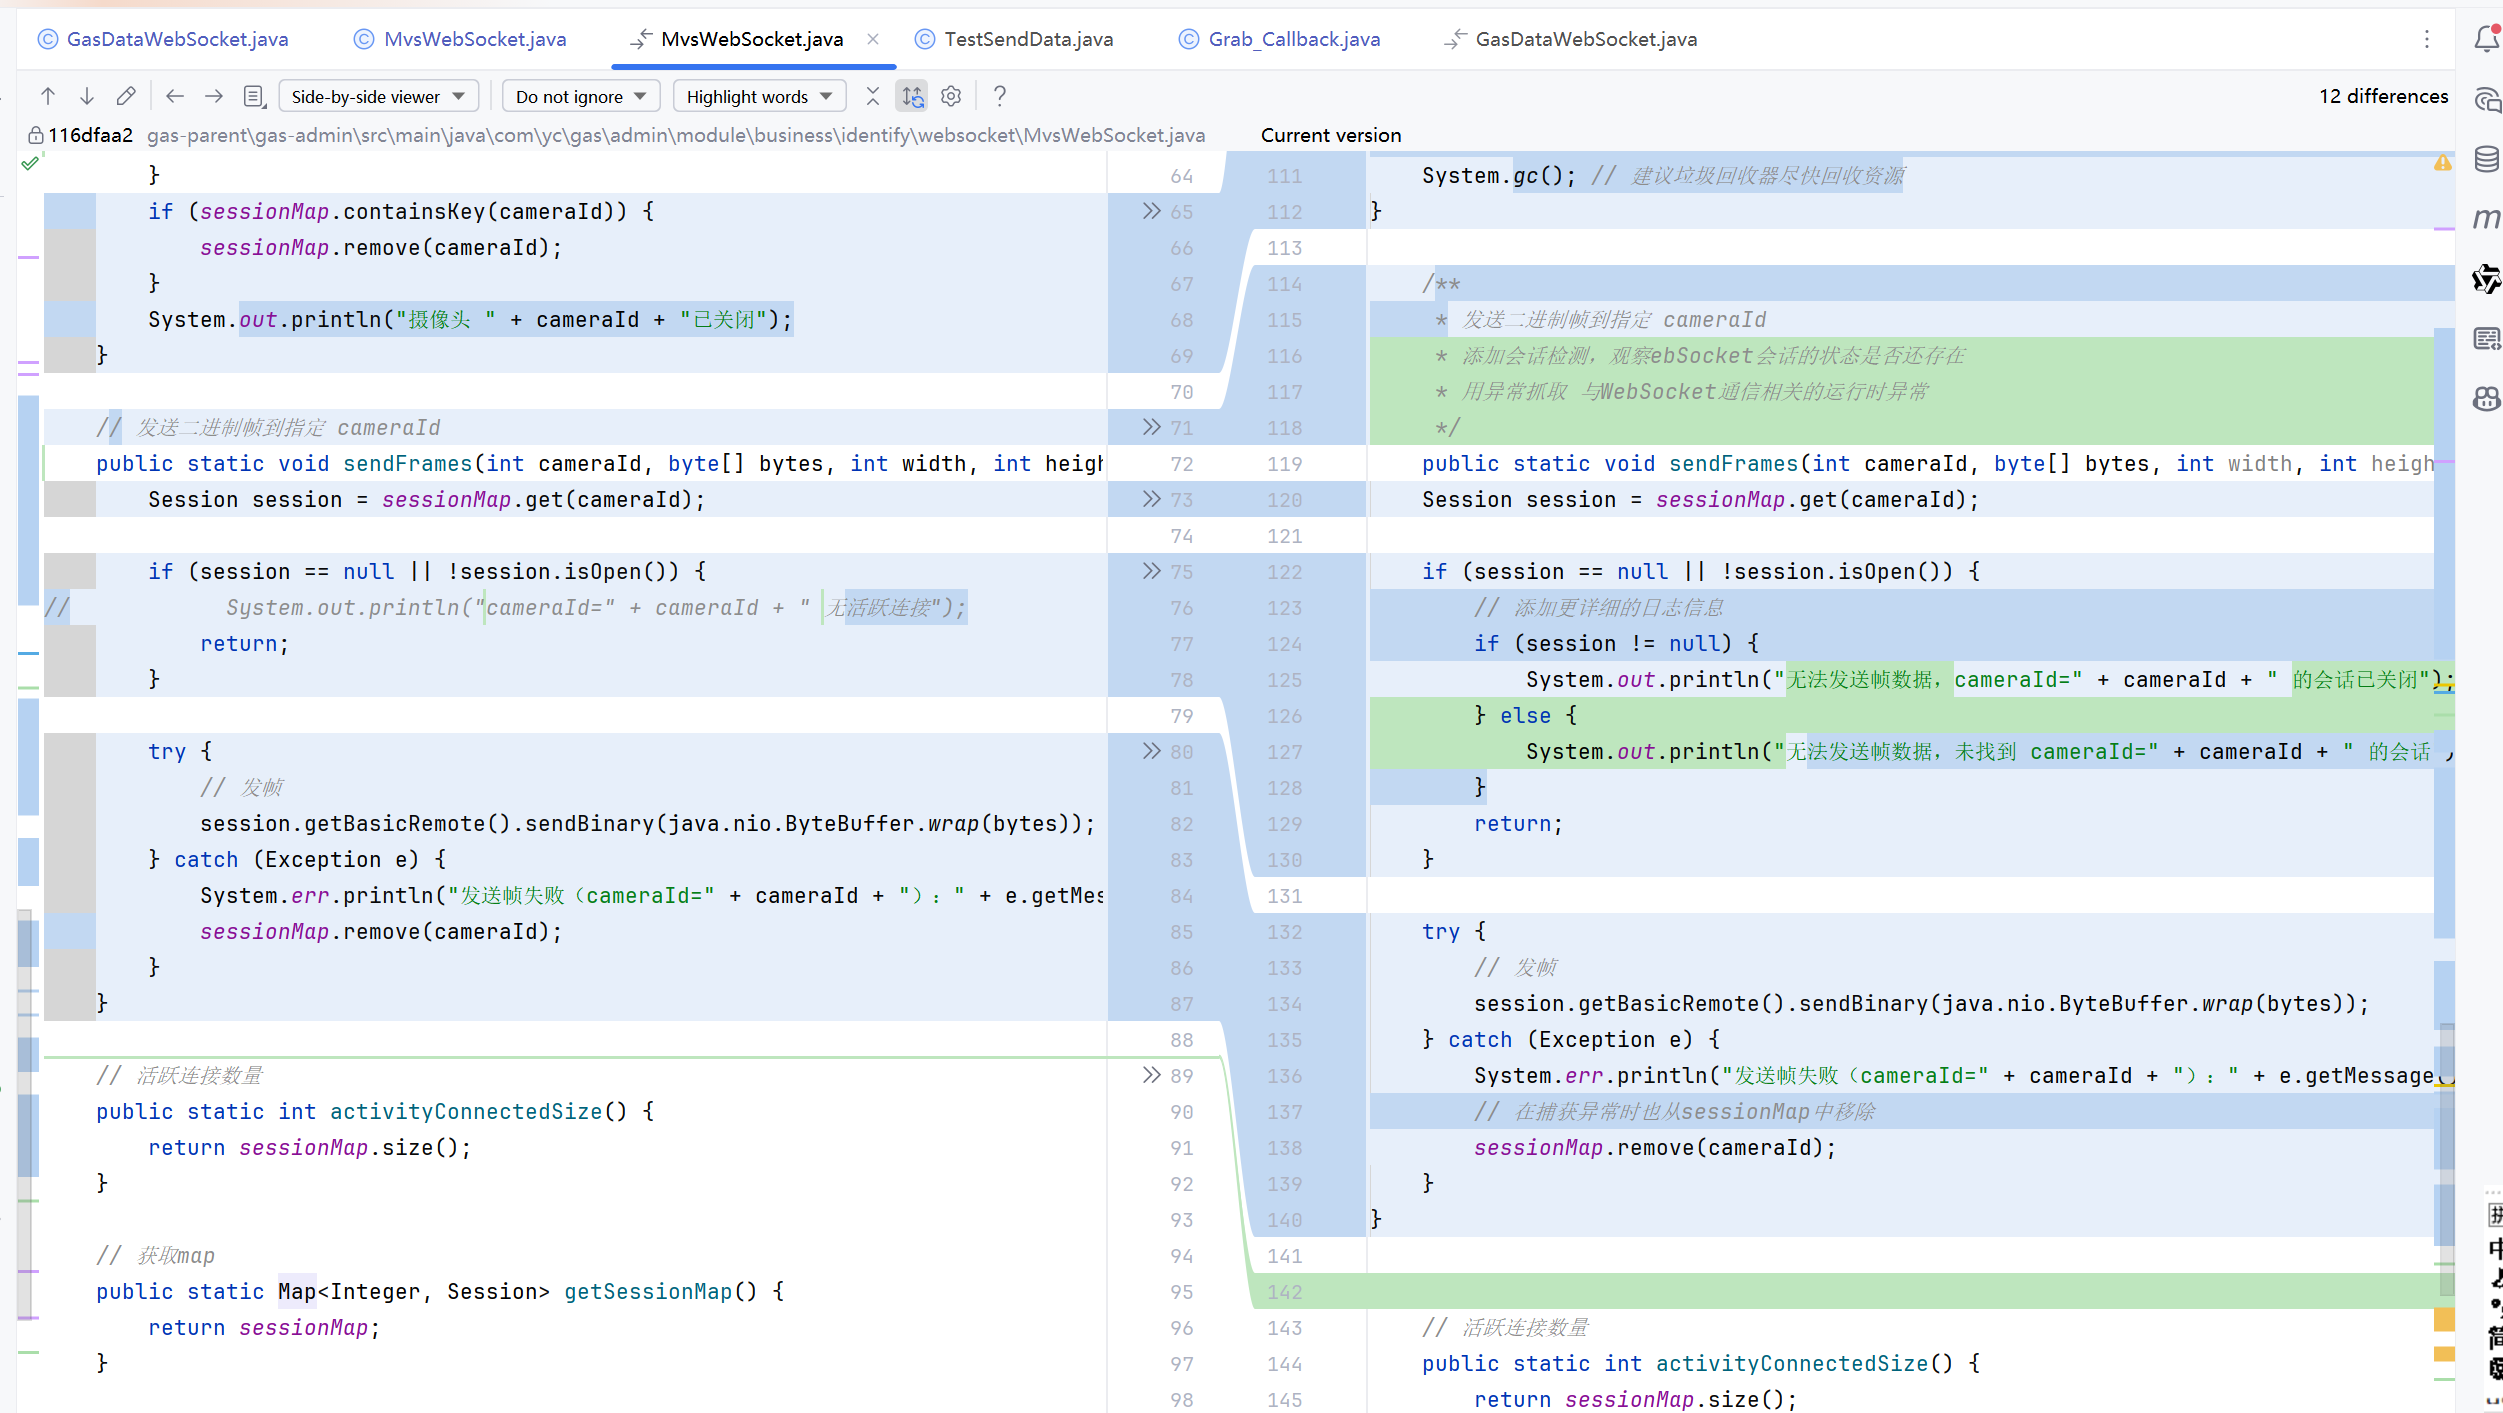 GasDataWebSocket.java MvsWebSocket.java MvsWebSocket.java TestSendData.java Grab_Callback.java GasDataWebSocket.java
Side-by-side viewer Do not ignore Highlight words ? 12 differences
116dfaa2 gas-parent\gas-admin\src\main\java\com\yc\gas\admin\module\business\identify\websocket\MvsWebSocket.java
} 64
if (sessionMap.containsKey(cameraId)) { 65
sessionMap.remove(cameraId); 66
} 67
System.out.println("摄像头 " + cameraId + "已关闭"); 68
} 69
70
// 发送二进制帧到指定 cameraId 71
public static void sendFrames(int cameraId, byte[] bytes, int width, int heigh 72
Session session = sessionMap.get(cameraId); 73
74
if (session == null || !session.isOpen()) { 75
// System.out.println("cameraId=" + cameraId + " 无活跃连接"); 76
return; 77
} 78
79
try { 80
// 发帧 81
session.getBasicRemote().sendBinary(java.nio.ByteBuffer.wrap(bytes)); 82
} catch (Exception e) { 83
System.err.println("发送帧失败（cameraId=" + cameraId + "）：" + e.getMes 84
sessionMap.remove(cameraId); 85
} 86
} 87
88
// 活跃连接数量 89
public static int activityConnectedSize() { 90
return sessionMap.size(); 91
} 92
93
// 获取map 94
public static Map<Integer, Session> getSessionMap() { 95
return sessionMap; 96
} 97
98
Current version
111 System.gc(); // 建议垃圾回收器尽快回收资源
112 }
113
114 /**
115 * 发送二进制帧到指定 cameraId
116 * 添加会话检测，观察ebSocket会话的状态是否还存在
117 * 用异常抓取 与WebSocket通信相关的运行时异常
118 */
119 public static void sendFrames(int cameraId, byte[] bytes, int width, int heigh
120 Session session = sessionMap.get(cameraId);
121
122 if (session == null || !session.isOpen()) {
123 // 添加更详细的日志信息
124 if (session != null) {
125 System.out.println("无法发送帧数据，cameraId=" + cameraId + " 的会话已关闭");
126 } else {
127 System.out.println("无法发送帧数据，未找到 cameraId=" + cameraId + " 的会话
128 }
129 return;
130 }
131
132 try {
133 // 发帧
134 session.getBasicRemote().sendBinary(java.nio.ByteBuffer.wrap(bytes));
135 } catch (Exception e) {
136 System.err.println("发送帧失败（cameraId=" + cameraId + "）：" + e.getMessage()
137 // 在捕获异常时也从sessionMap中移除
138 sessionMap.remove(cameraId);
139 }
140 }
141
142
143 // 活跃连接数量
144 public static int activityConnectedSize() {
145 return sessionMap.size();
m